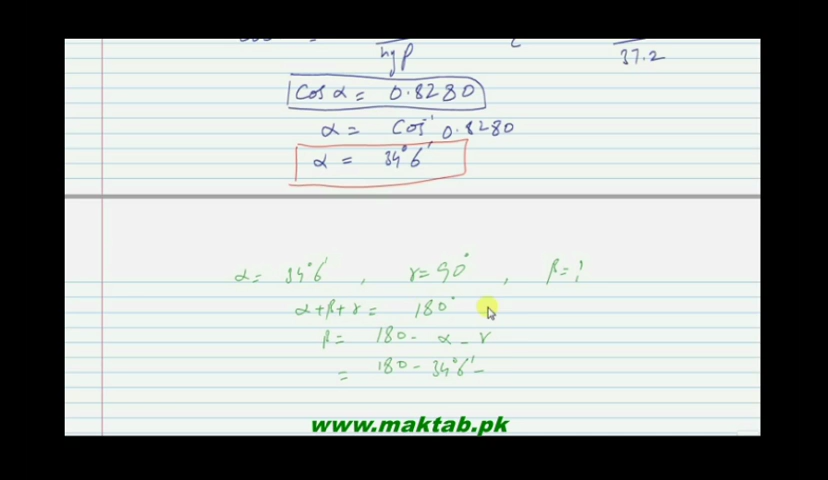 hyp 37.2
Cos α = 0.8280
α = Cos⁻¹ 0.8280
α = 34°6'
α = 34°6' , γ = 90° , β = ?
α + β + γ = 180°
β = 180 - α - γ
= 180 - 34°6' -
www.maktab.pk